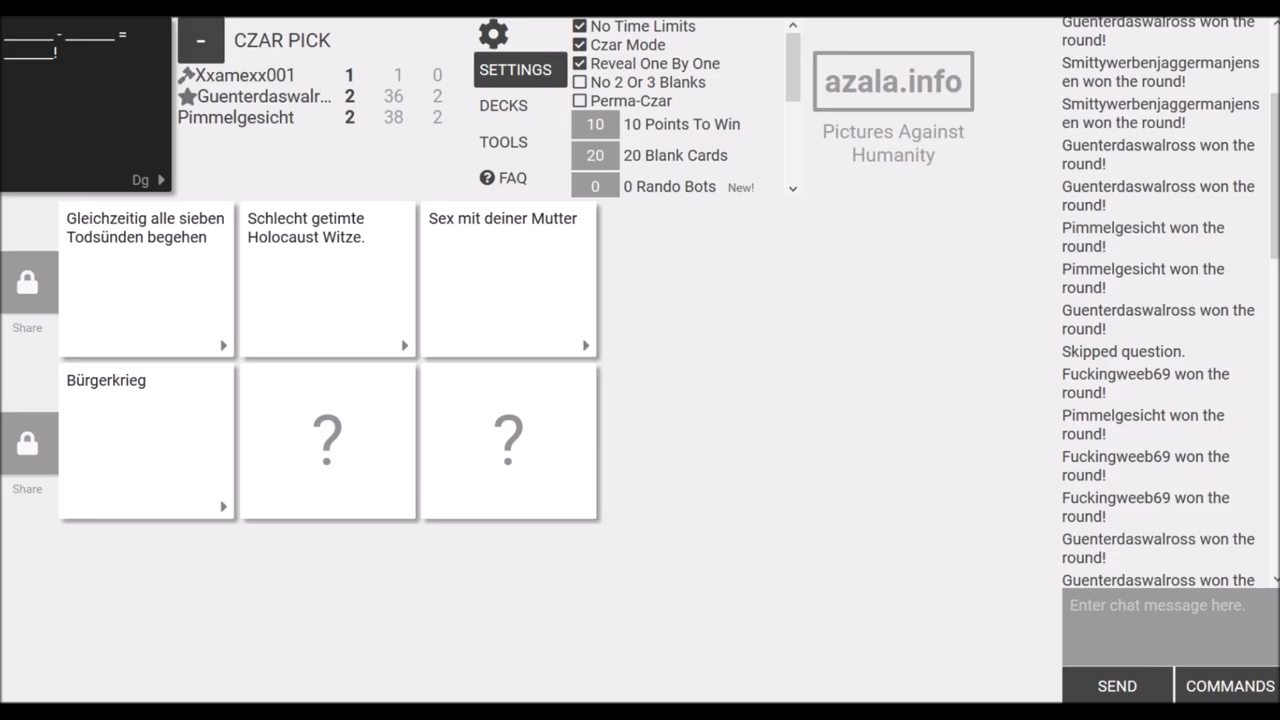 ______ - ______ =
______!
Dg
-
CZAR PICK
Xxamexx001 1 1 0
Guenterdaswalr... 2 36 2
Pimmelgesicht 2 38 2
SETTINGS
DECKS
TOOLS
FAQ
No Time Limits
Czar Mode
Reveal One By One
No 2 Or 3 Blanks
Perma-Czar
10 10 Points To Win
20 20 Blank Cards
0 0 Rando Bots New!
azala.info
Pictures Against
Humanity
Gleichzeitig alle sieben
Todsünden begehen
Schlecht getimte
Holocaust Witze.
Sex mit deiner Mutter
Share
Bürgerkrieg
?
?
Share
Guenterdaswalross won the
round!
Smittywerbenjaggermanjens
en won the round!
Smittywerbenjaggermanjens
en won the round!
Guenterdaswalross won the
round!
Guenterdaswalross won the
round!
Pimmelgesicht won the
round!
Pimmelgesicht won the
round!
Guenterdaswalross won the
round!
Skipped question.
Fuckingweeb69 won the
round!
Pimmelgesicht won the
round!
Fuckingweeb69 won the
round!
Fuckingweeb69 won the
round!
Guenterdaswalross won the
round!
Guenterdaswalross won the
Enter chat message here.
SEND
COMMANDS